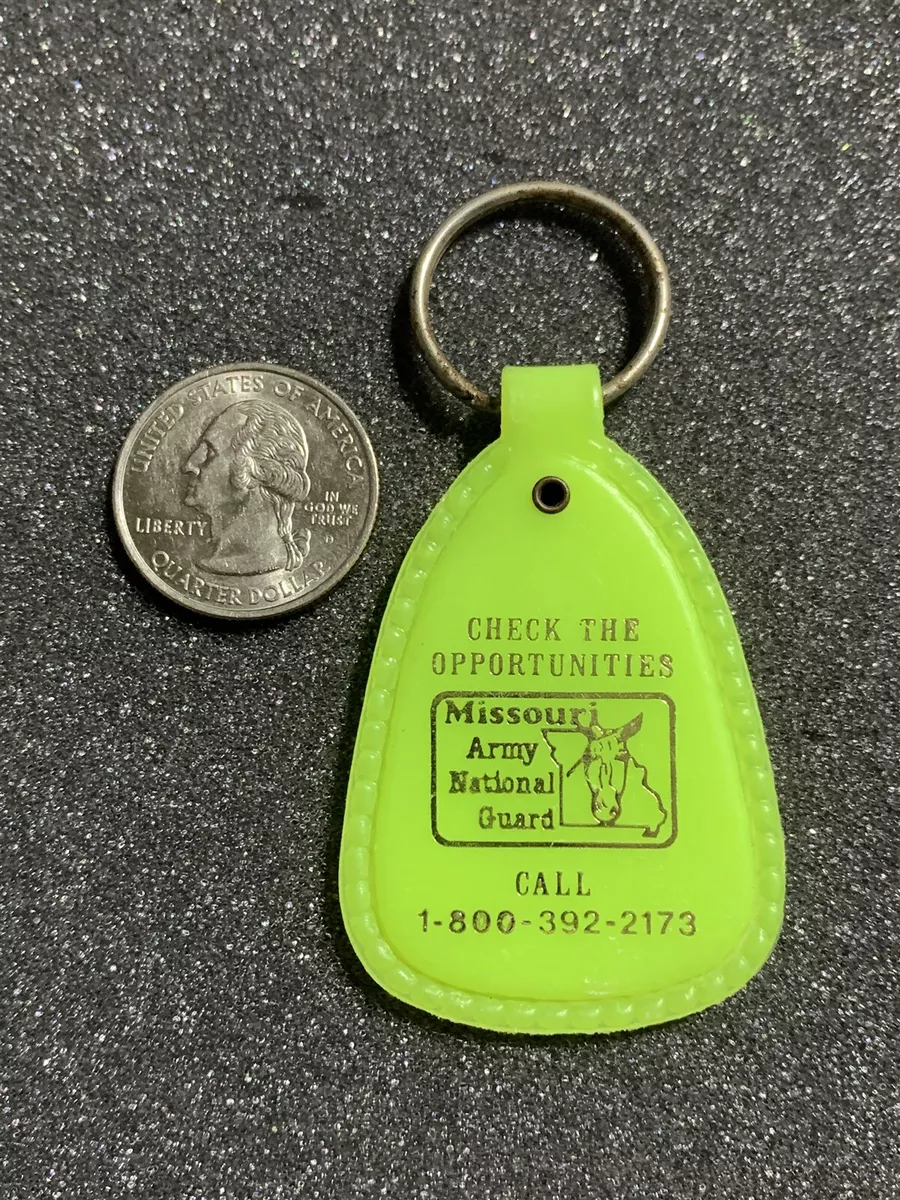 UNITED STATES OF AMERICA
LIBERTY
IN
GOD WE
TRUST
D
QUARTER DOLLAR
CHECK THE
OPPORTUNITIES
Missouri
Army
National
Guard
CALL
1-800-392-2173